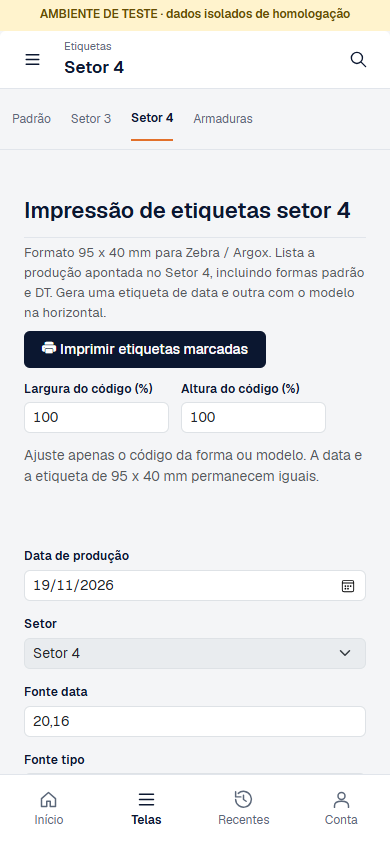 AMBIENTE DE TESTE · dados isolados de homologação
Etiquetas
Setor 4
Padrão
Setor 3
Setor 4
Armaduras
Impressão de etiquetas setor 4
Formato 95 x 40 mm para Zebra / Argox. Lista a
produção apontada no Setor 4, incluindo formas padrão
e DT. Gera uma etiqueta de data e outra com o modelo
na horizontal.
Imprimir etiquetas marcadas
Largura do código (%)
Altura do código (%)
100
100
Ajuste apenas o código da forma ou modelo. A data e
a etiqueta de 95 x 40 mm permanecem iguais.
Data de produção
19/11/2026
Setor
Setor 4
Fonte data
20,16
Fonte tipo
Início
Telas
Recentes
Conta